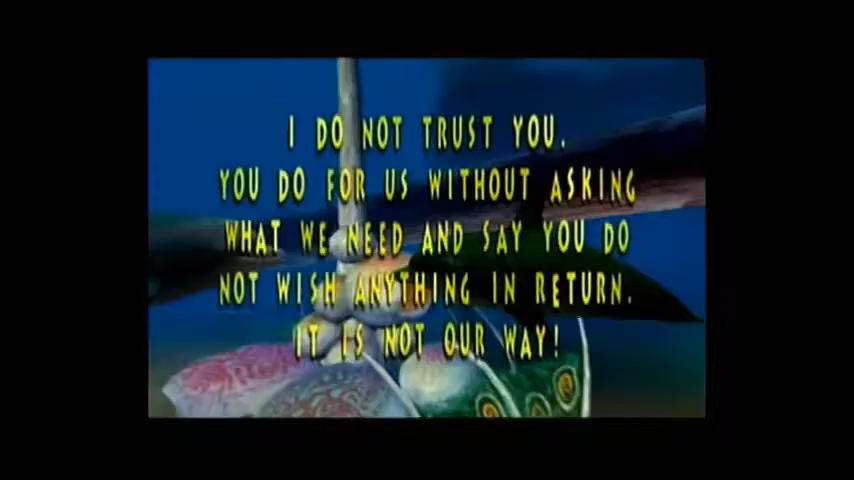 I DO NOT TRUST YOU.
YOU DO FOR US WITHOUT ASKING
WHAT WE NEED AND SAY YOU DO
NOT WISH ANYTHING IN RETURN.
IT IS NOT OUR WAY!